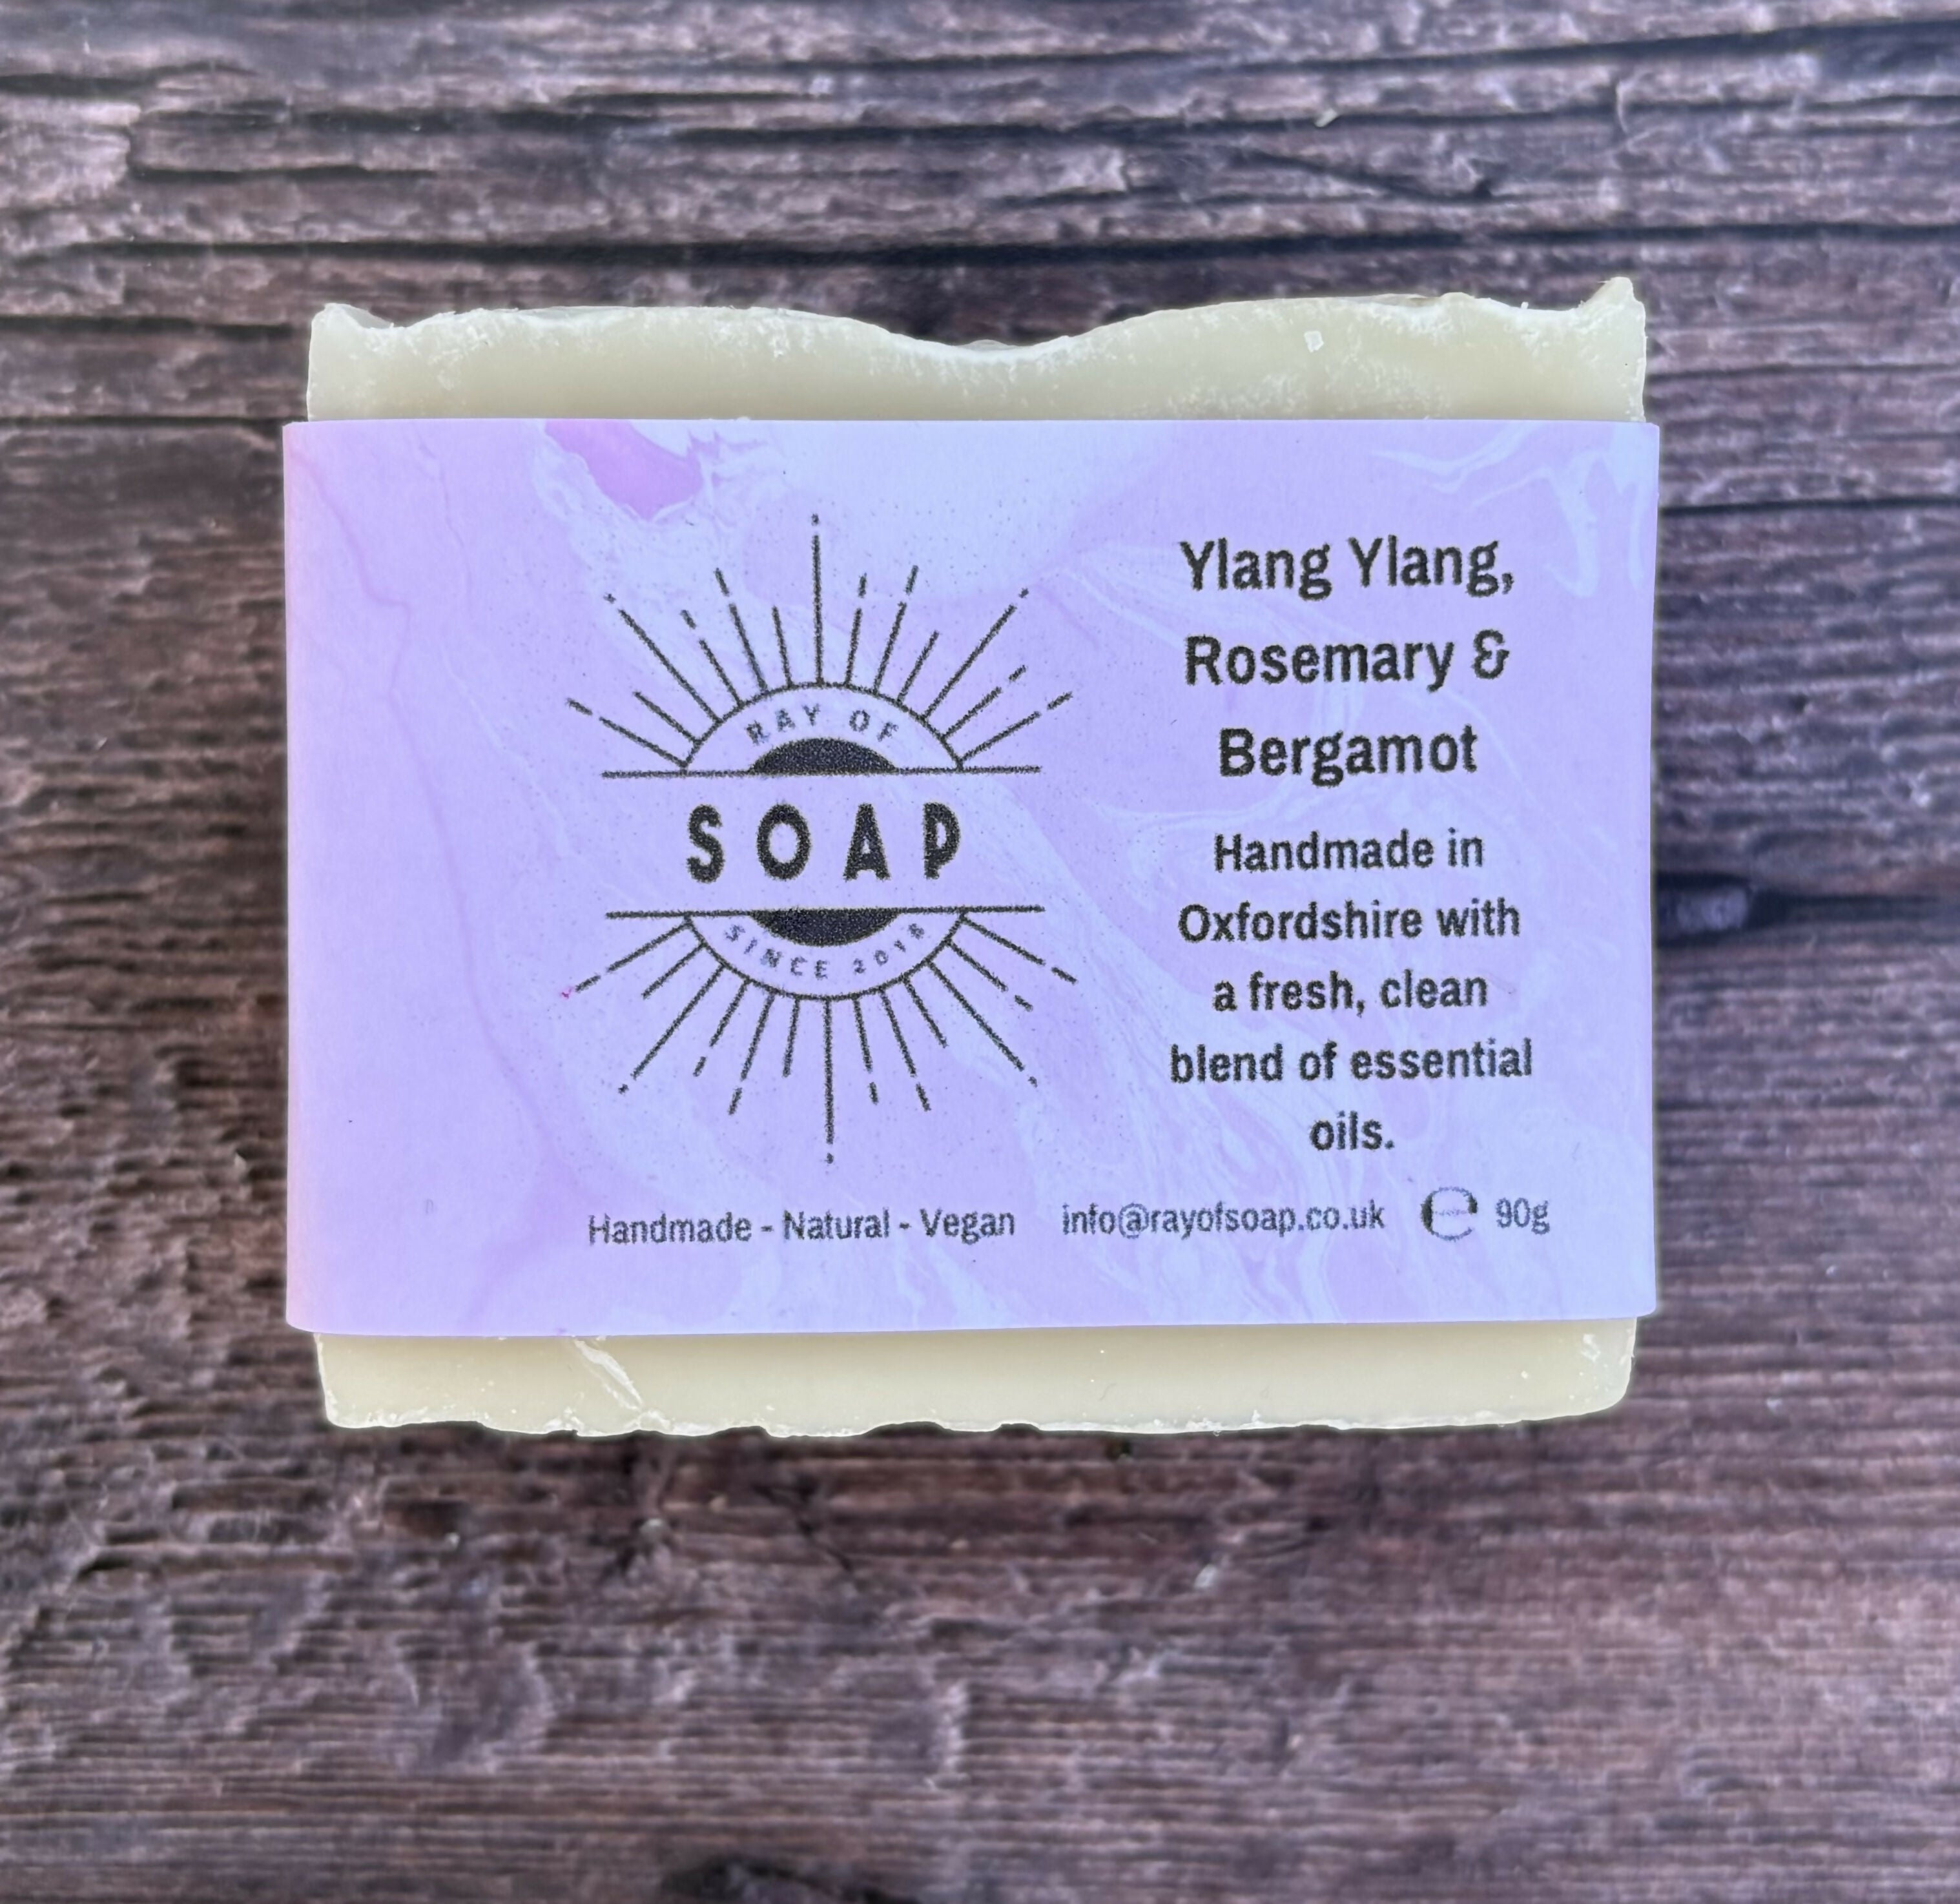 RAY OF
SOAP
SINCE 2018
Ylang Ylang,
Rosemary &
Bergamot
Handmade in
Oxfordshire with
a fresh, clean
blend of essential
oils.
Handmade - Natural - Vegan
info@rayofsoap.co.uk ℮ 90g